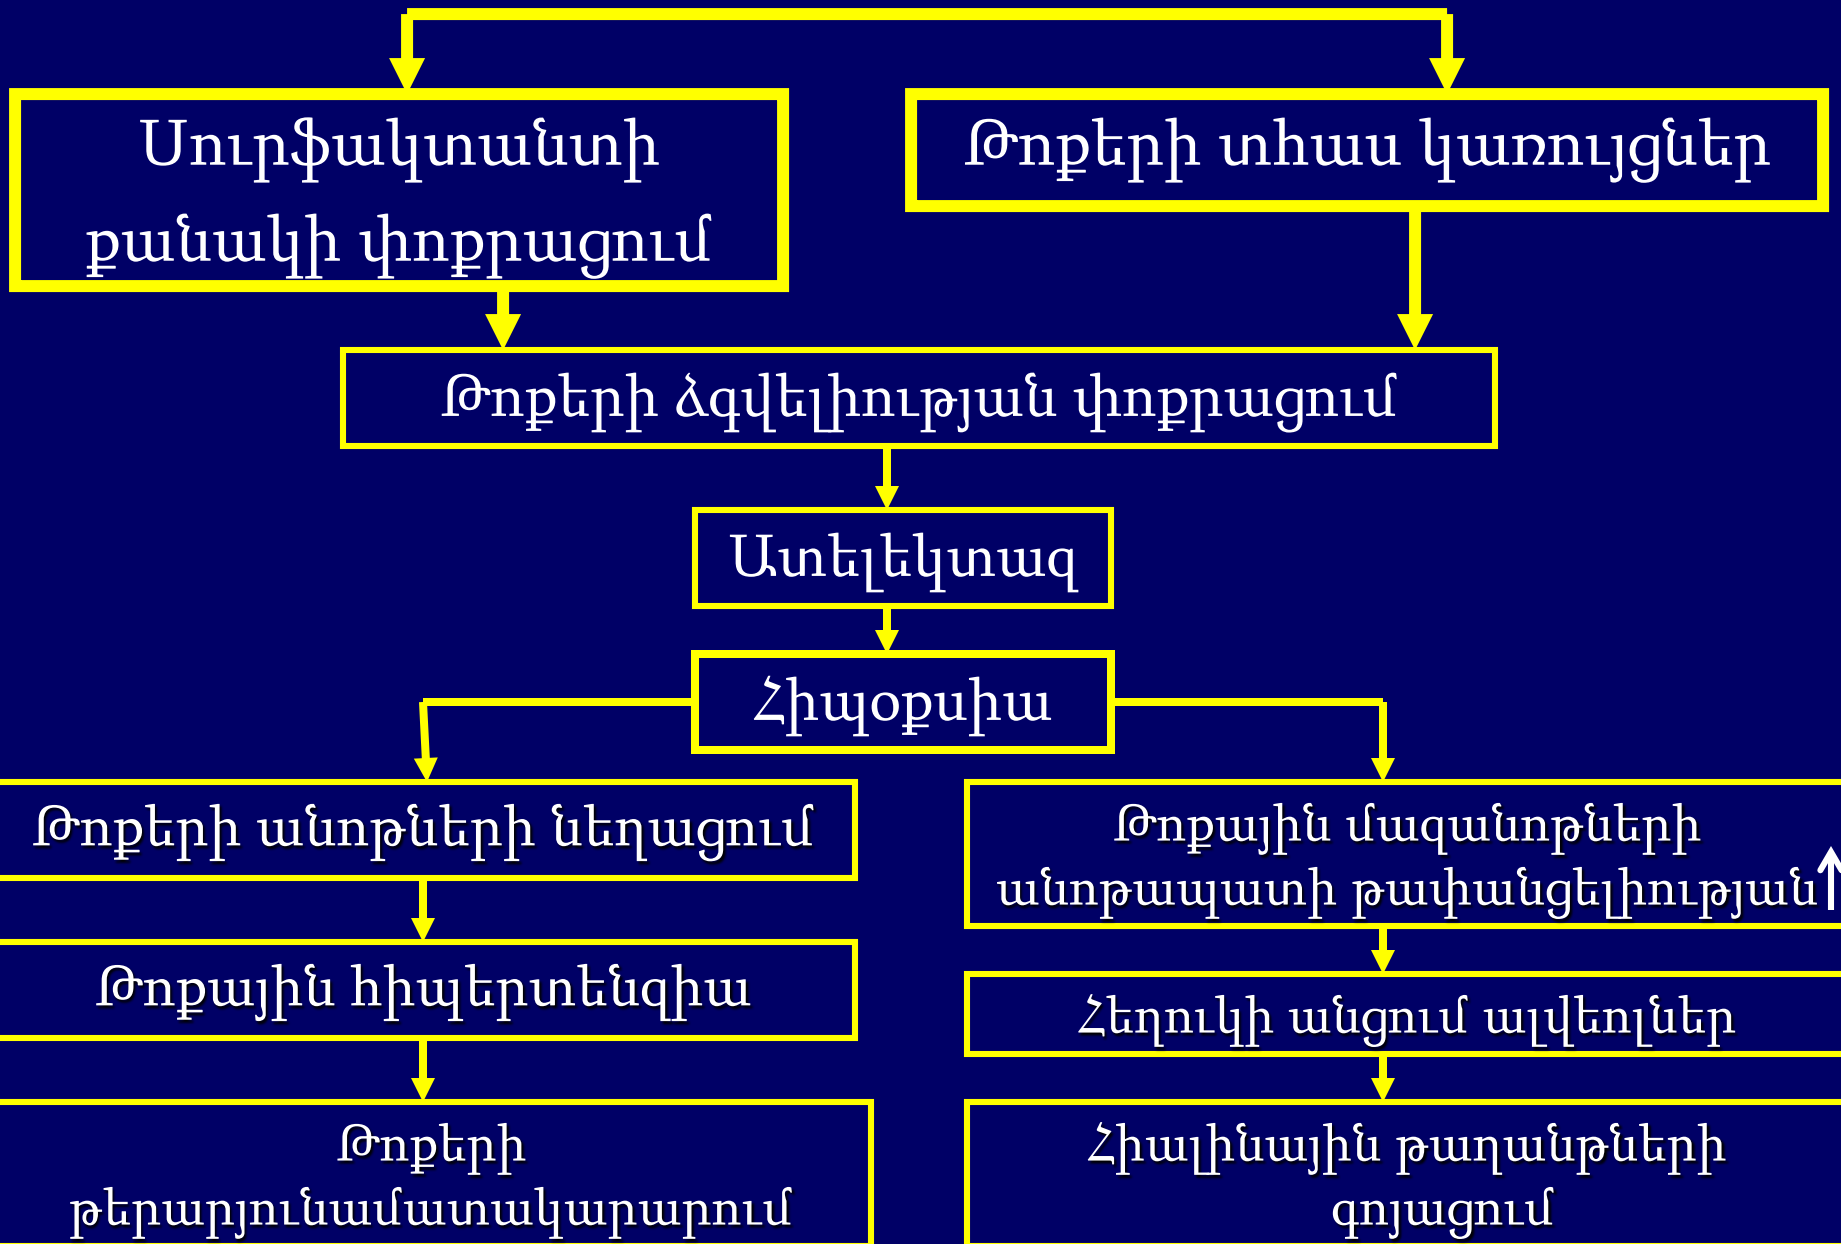 Սուրֆակտանտի
քանակի փոքրացում
Թոքերի տհաս կառույցներ
Թոքերի ձգվելիության փոքրացում
Ատելեկտազ
Հիպօքսիա
Թոքերի անոթների նեղացում
Թոքային հիպերտենզիա
Թոքերի
թերարյունամատակարարում
Թոքային մազանոթների
անոթապատի թափանցելիության↑
Հեղուկի անցում ալվեոլներ
Հիալինային թաղանթների
գոյացում